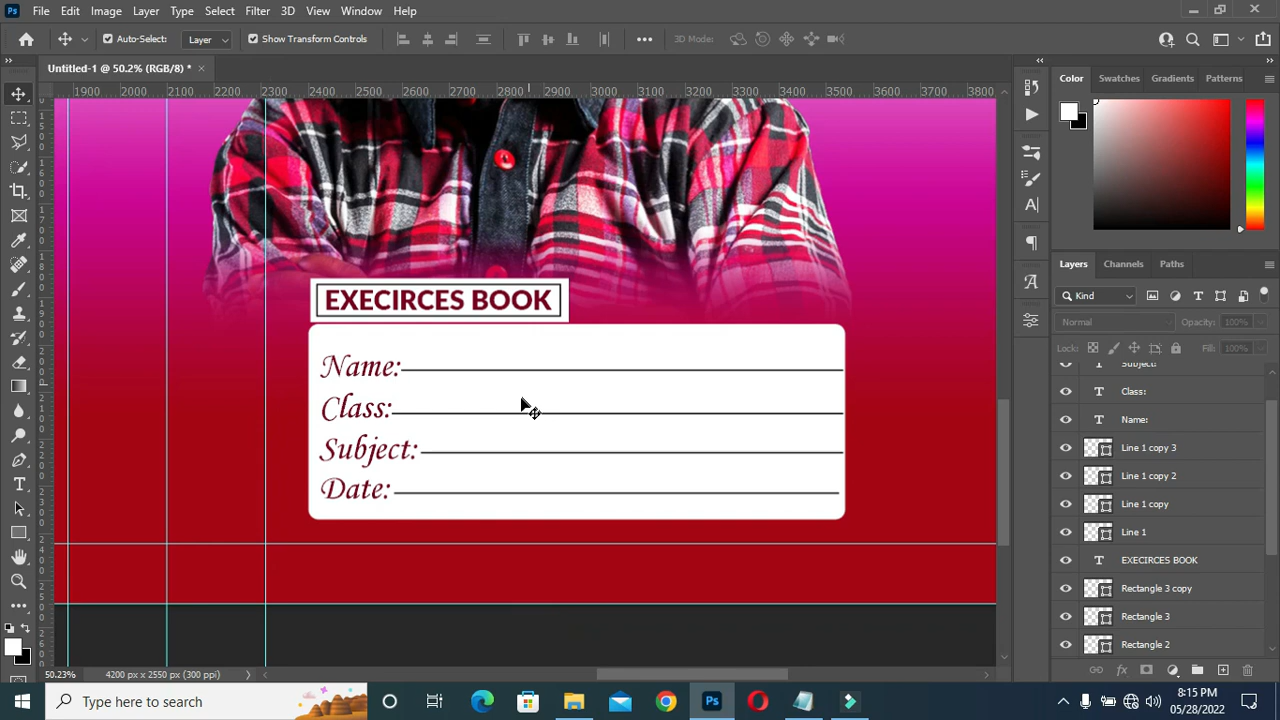 File Edit Image Layer Type Select Filter 3D View Window Help
Auto-Select: Layer Show Transform Controls 3D Mode:
Untitled-1 @ 50.2% (RGB/8) *
1900 2000 2100 2200 2300 2400 2500 2600 2700 2800 2900 3000 3100 3200 3300 3400 3500 3600 3700 3800
EXECIRCES BOOK
Name:
Class:
Subject:
Date:
Color Swatches Gradients Patterns
Layers Channels Paths
Kind
Normal Opacity: 100%
Lock: Fill: 100%
Subject:
Class:
Name:
Line 1 copy 3
Line 1 copy 2
Line 1 copy
Line 1
EXECIRCES BOOK
Rectangle 3 copy
Rectangle 3
Rectangle 2
50.23% 4200 px x 2550 px (300 ppi)
Type here to search
8:15 PM
05/28/2022